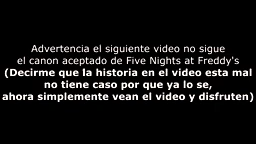 Advertencia el siguiente video no sigue
el canon aceptado de Five Nights at Freddy's
(Decirme que la historia en el video esta mal
no tiene caso por que ya lo se,
ahora simplemente vean el video y disfruten)